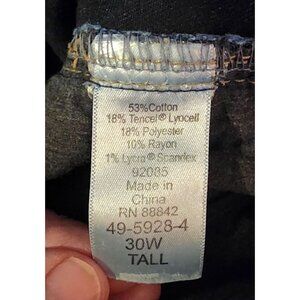 53%Cotton
18% Tencel® Lyocell
18% Polyester
10% Rayon
1% Lycra® Spandex
92085
Made in
China
RN 88842
49-5928-4
30W
TALL